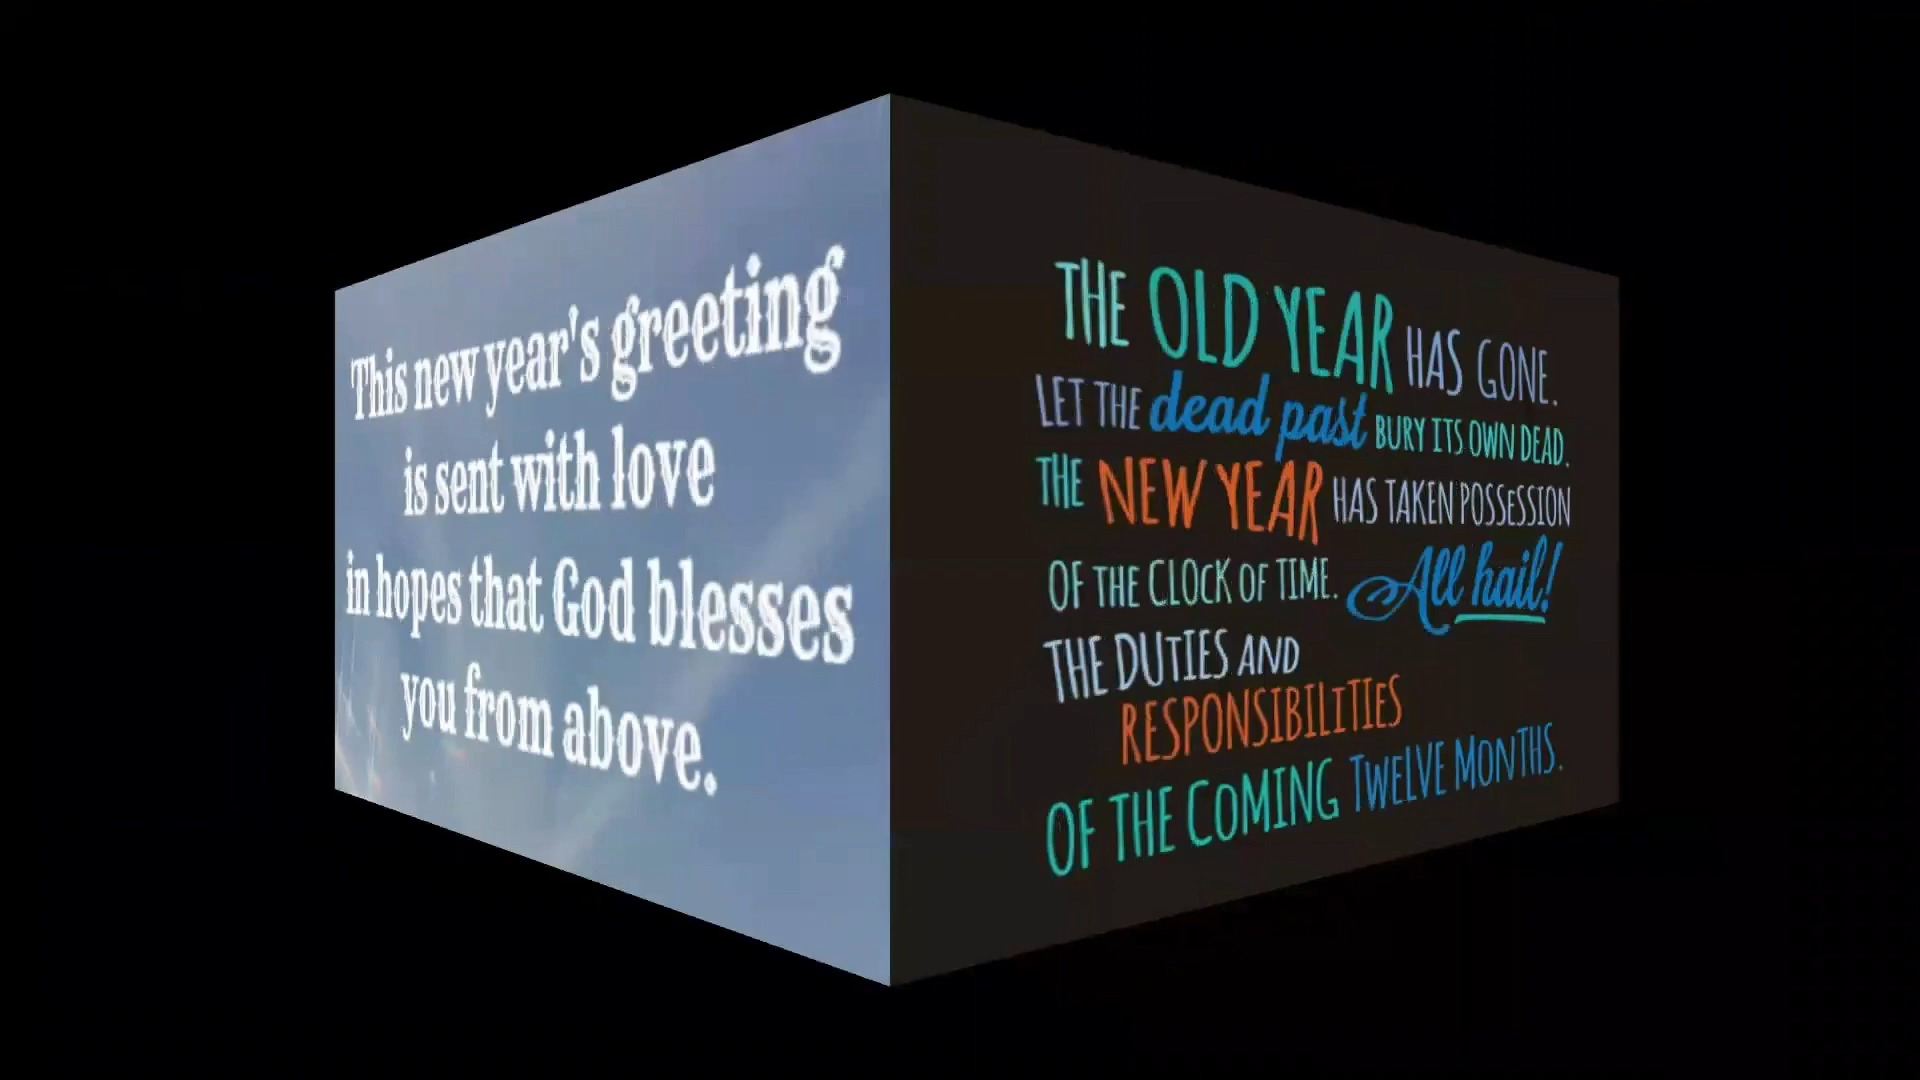 This new year's greeting
is sent with love
in hopes that God blesses
you from above.
THE OLD YEAR HAS GONE.
LET THE dead past BURY ITS OWN DEAD.
THE NEW YEAR HAS TAKEN POSSESSION
OF THE CLOCK OF TIME. All hail!
THE DUTIES AND
RESPONSIBILITIES
OF THE COMING TWELVE MONTHS.